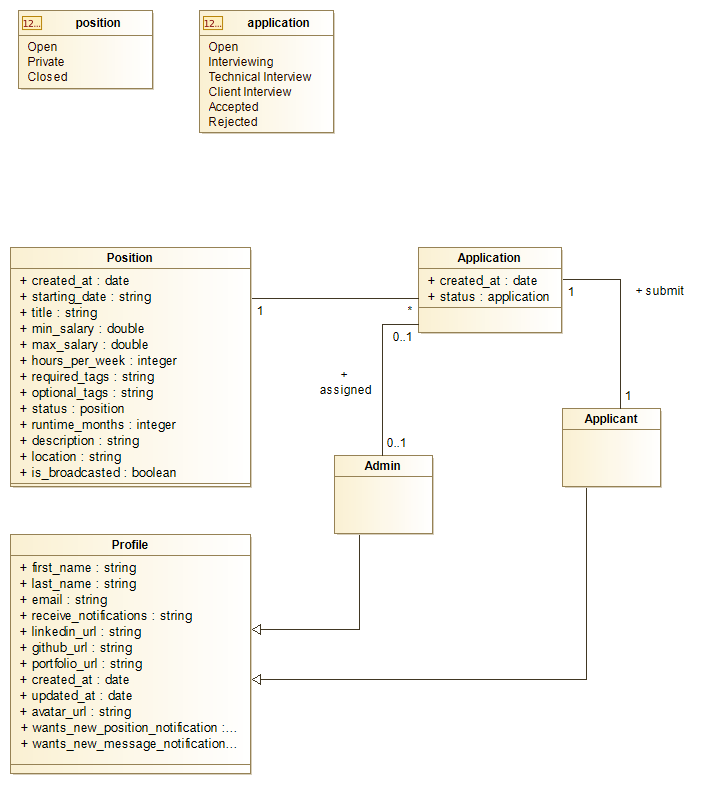 12... position
Open
Private
Closed
12... application
Open
Interviewing
Technical Interview
Client Interview
Accepted
Rejected
Position
+ created_at : date
+ starting_date : string
+ title : string
+ min_salary : double
+ max_salary : double
+ hours_per_week : integer
+ required_tags : string
+ optional_tags : string
+ status : position
+ runtime_months : integer
+ description : string
+ location : string
+ is_broadcasted : boolean
1
*
Application
+ created_at : date
+ status : application
1
+ submit
1
0..1
+
assigned
0..1
Applicant
Admin
Profile
+ first_name : string
+ last_name : string
+ email : string
+ receive_notifications : string
+ linkedin_url : string
+ github_url : string
+ portfolio_url : string
+ created_at : date
+ updated_at : date
+ avatar_url : string
+ wants_new_position_notification :...
+ wants_new_message_notification...